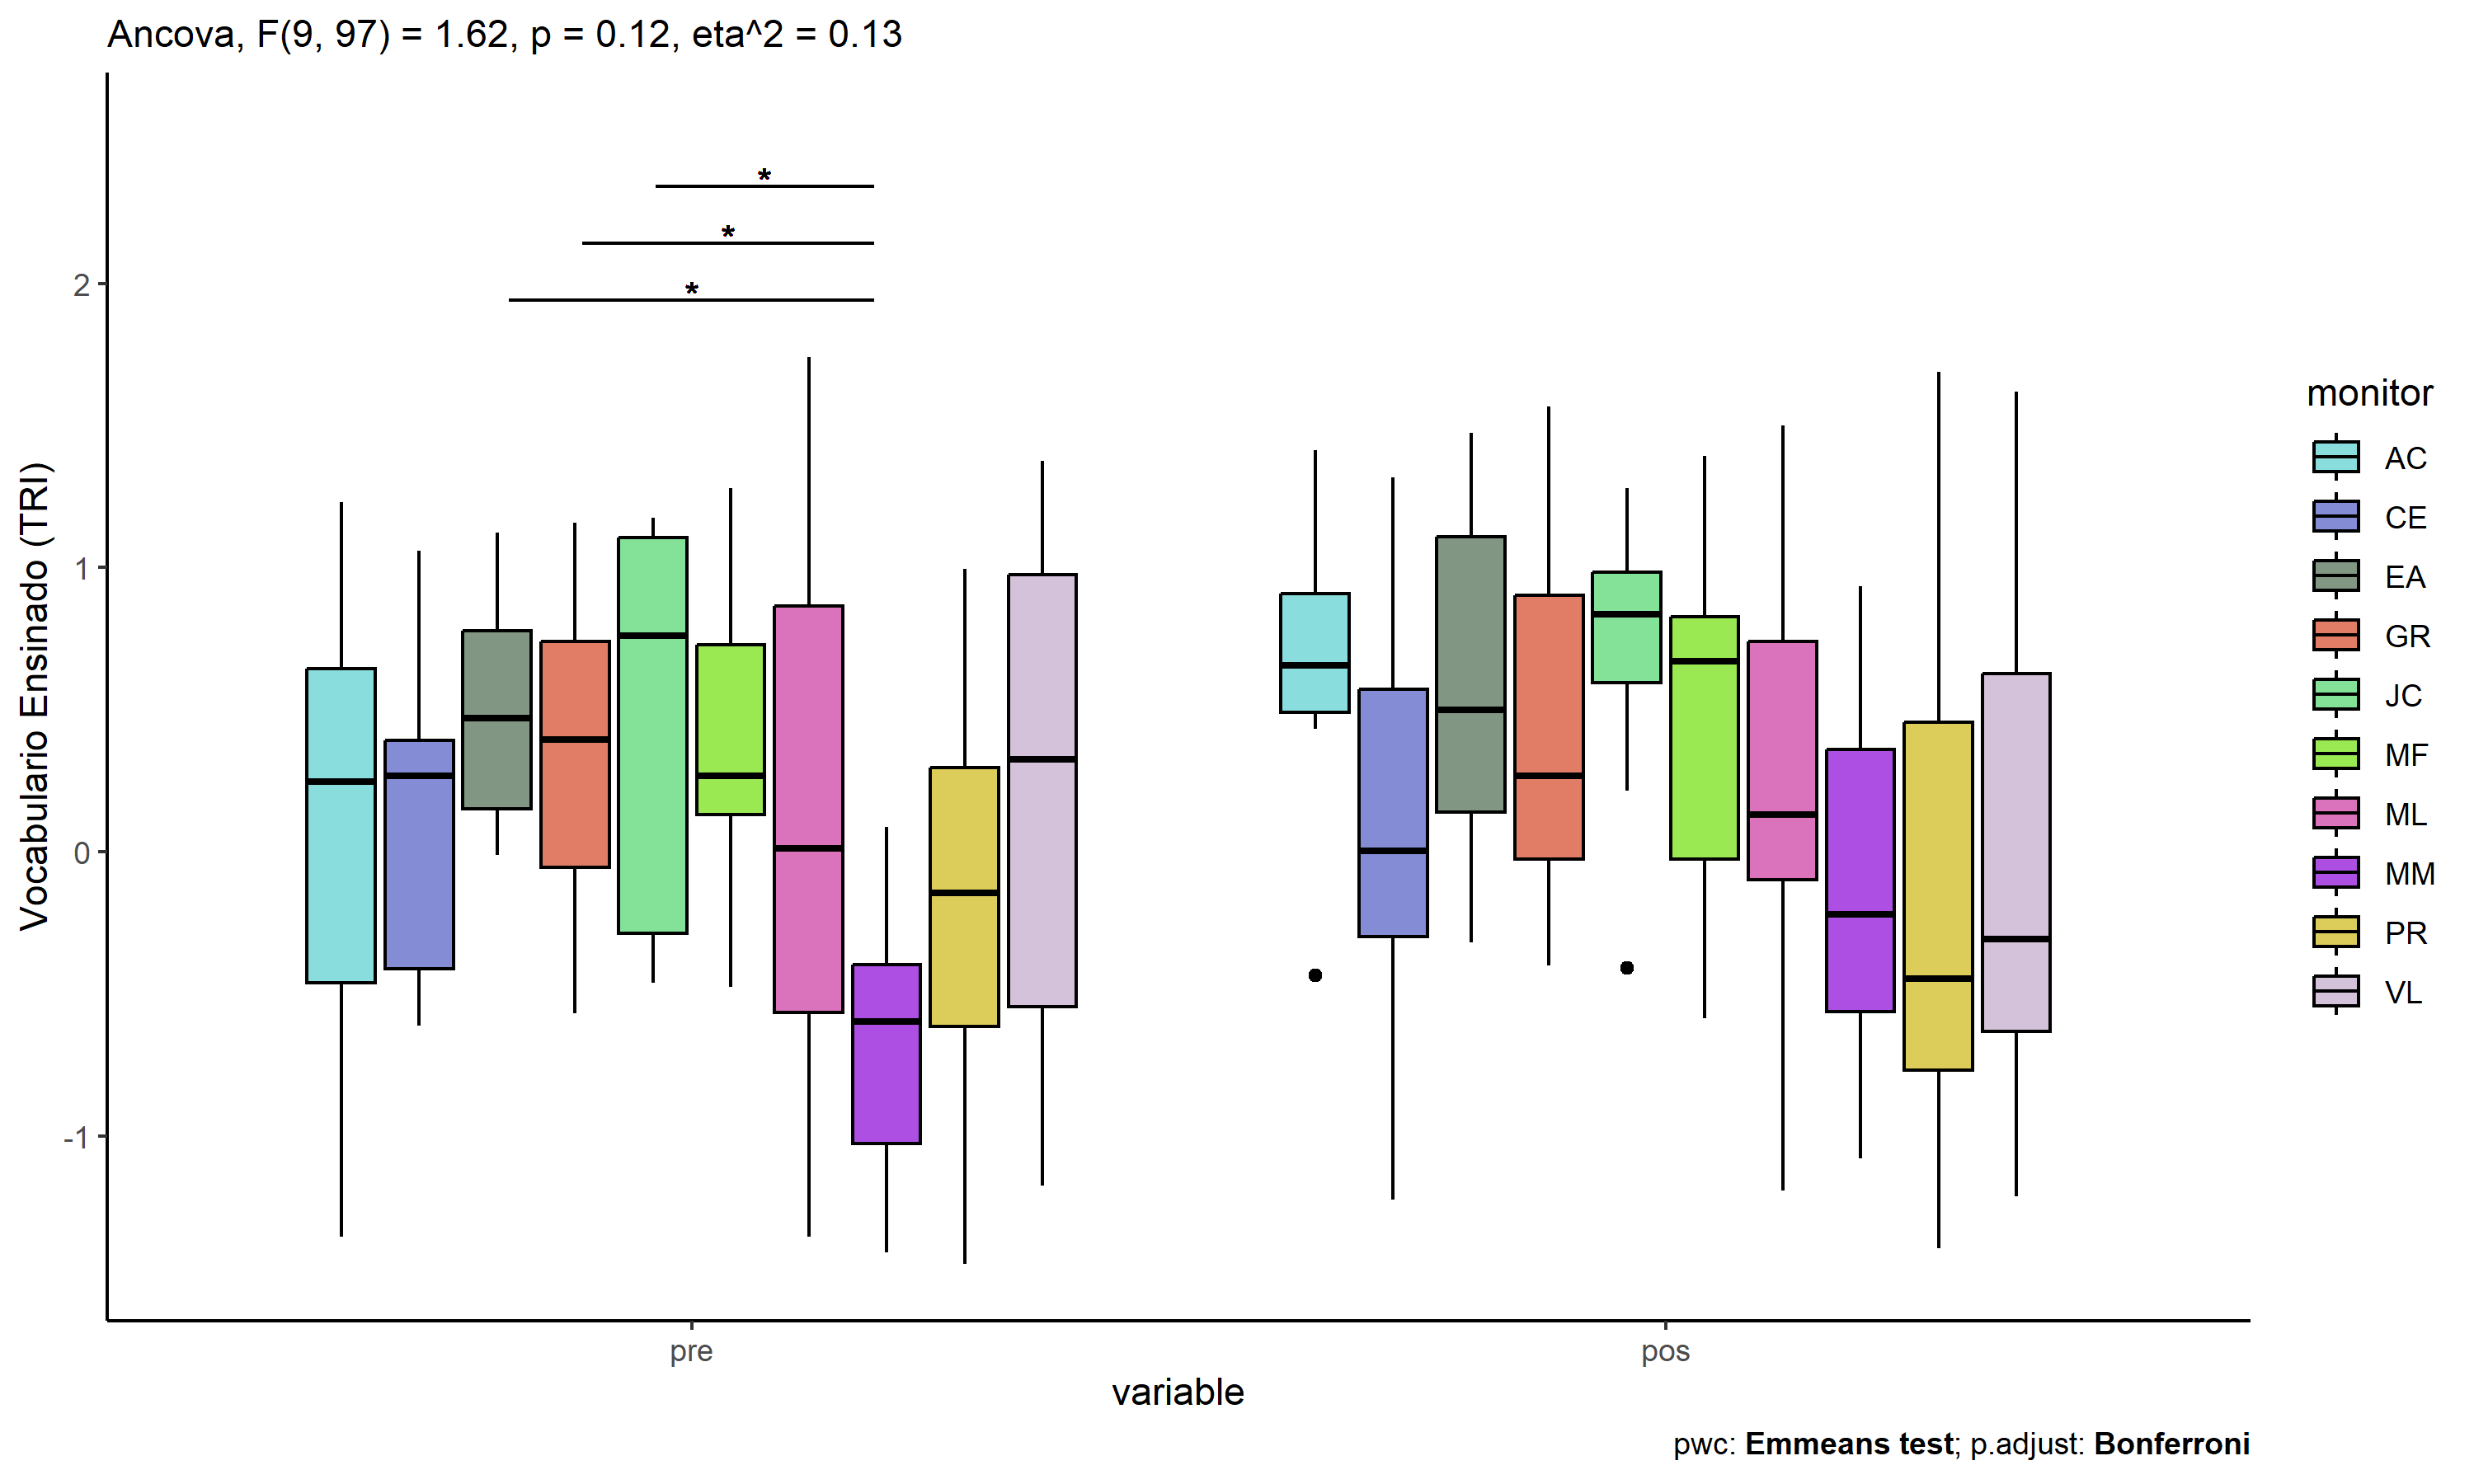 Ancova, F(9, 97) = 1.62, p = 0.12, eta^2 = 0.13
*
*
*
2
1
0
-1
Vocabulario Ensinado (TRI)
pre
pos
variable
monitor
AC
CE
EA
GR
JC
MF
ML
MM
PR
VL
pwc: Emmeans test; p.adjust: Bonferroni